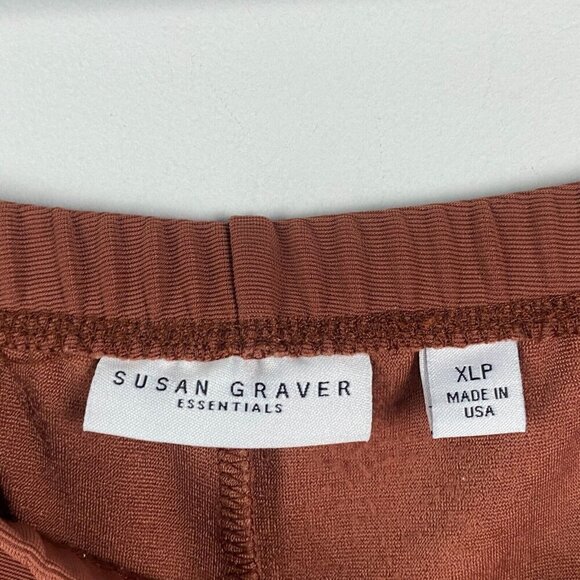 SUSAN GRAVER
ESSENTIALS
XLP
MADE IN
USA